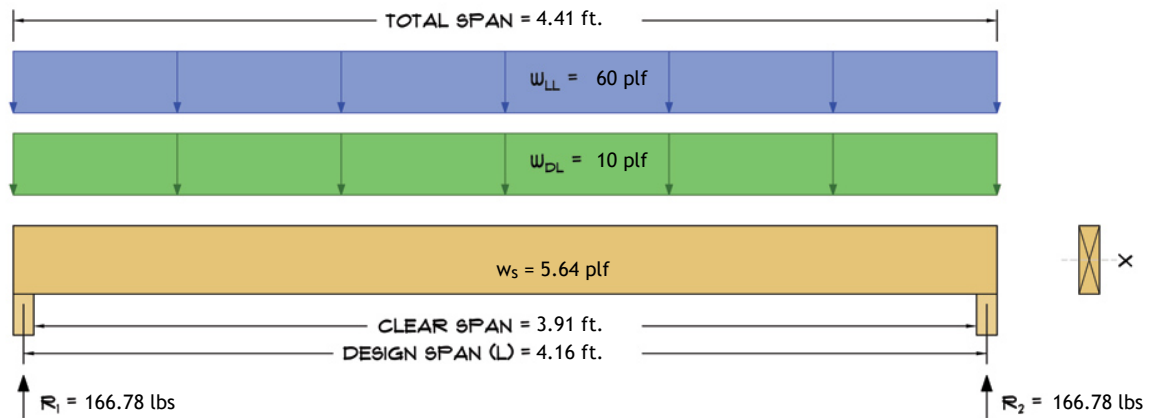 TOTAL SPAN = 4.41 ft.
WLL = 60 plf
WDL = 10 plf
ws = 5.64 plf
X
CLEAR SPAN = 3.91 ft.
DESIGN SPAN (L) = 4.16 ft.
R1 = 166.78 lbs
R2 = 166.78 lbs